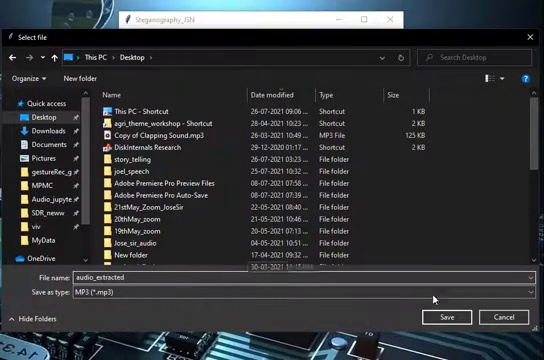 Steganography_JSN
Select file
This PC > Desktop >
Search Desktop
Organize
New folder
Name Date modified Type Size
Quick access
Desktop
Downloads
Documents
Pictures
gestureRec_g
MPMC
Audio_jupyte
SDR_neww
viv
MyData
OneDrive
This PC - Shortcut 26-07-2021 09:06 ... Shortcut 1 KB
agri_theme_workshop - Shortcut 28-04-2021 10:23 ... Shortcut 2 KB
Copy of Clapping Sound.mp3 26-03-2021 10:49 ... MP3 File 125 KB
DiskInternals Research 29-12-2020 01:17 ... Shortcut 2 KB
story_telling 26-07-2021 03:23 ... File folder
joel_speech 25-07-2021 10:32 ... File folder
Adobe Premiere Pro Preview Files 08-07-2021 07:58 ... File folder
Adobe Premiere Pro Auto-Save 08-07-2021 07:39 ... File folder
21stMay_Zoom_JoseSir 22-05-2021 08:40 ... File folder
20thMay_zoom 21-05-2021 10:46 ... File folder
19thMay_zoom 20-05-2021 07:13 ... File folder
Jose_sir_audio 04-05-2021 10:51 ... File folder
New folder 17-04-2021 09:32 ... File folder
File name: audio_extracted
Save as type: MP3 (*.mp3)
Hide Folders
Save
Cancel